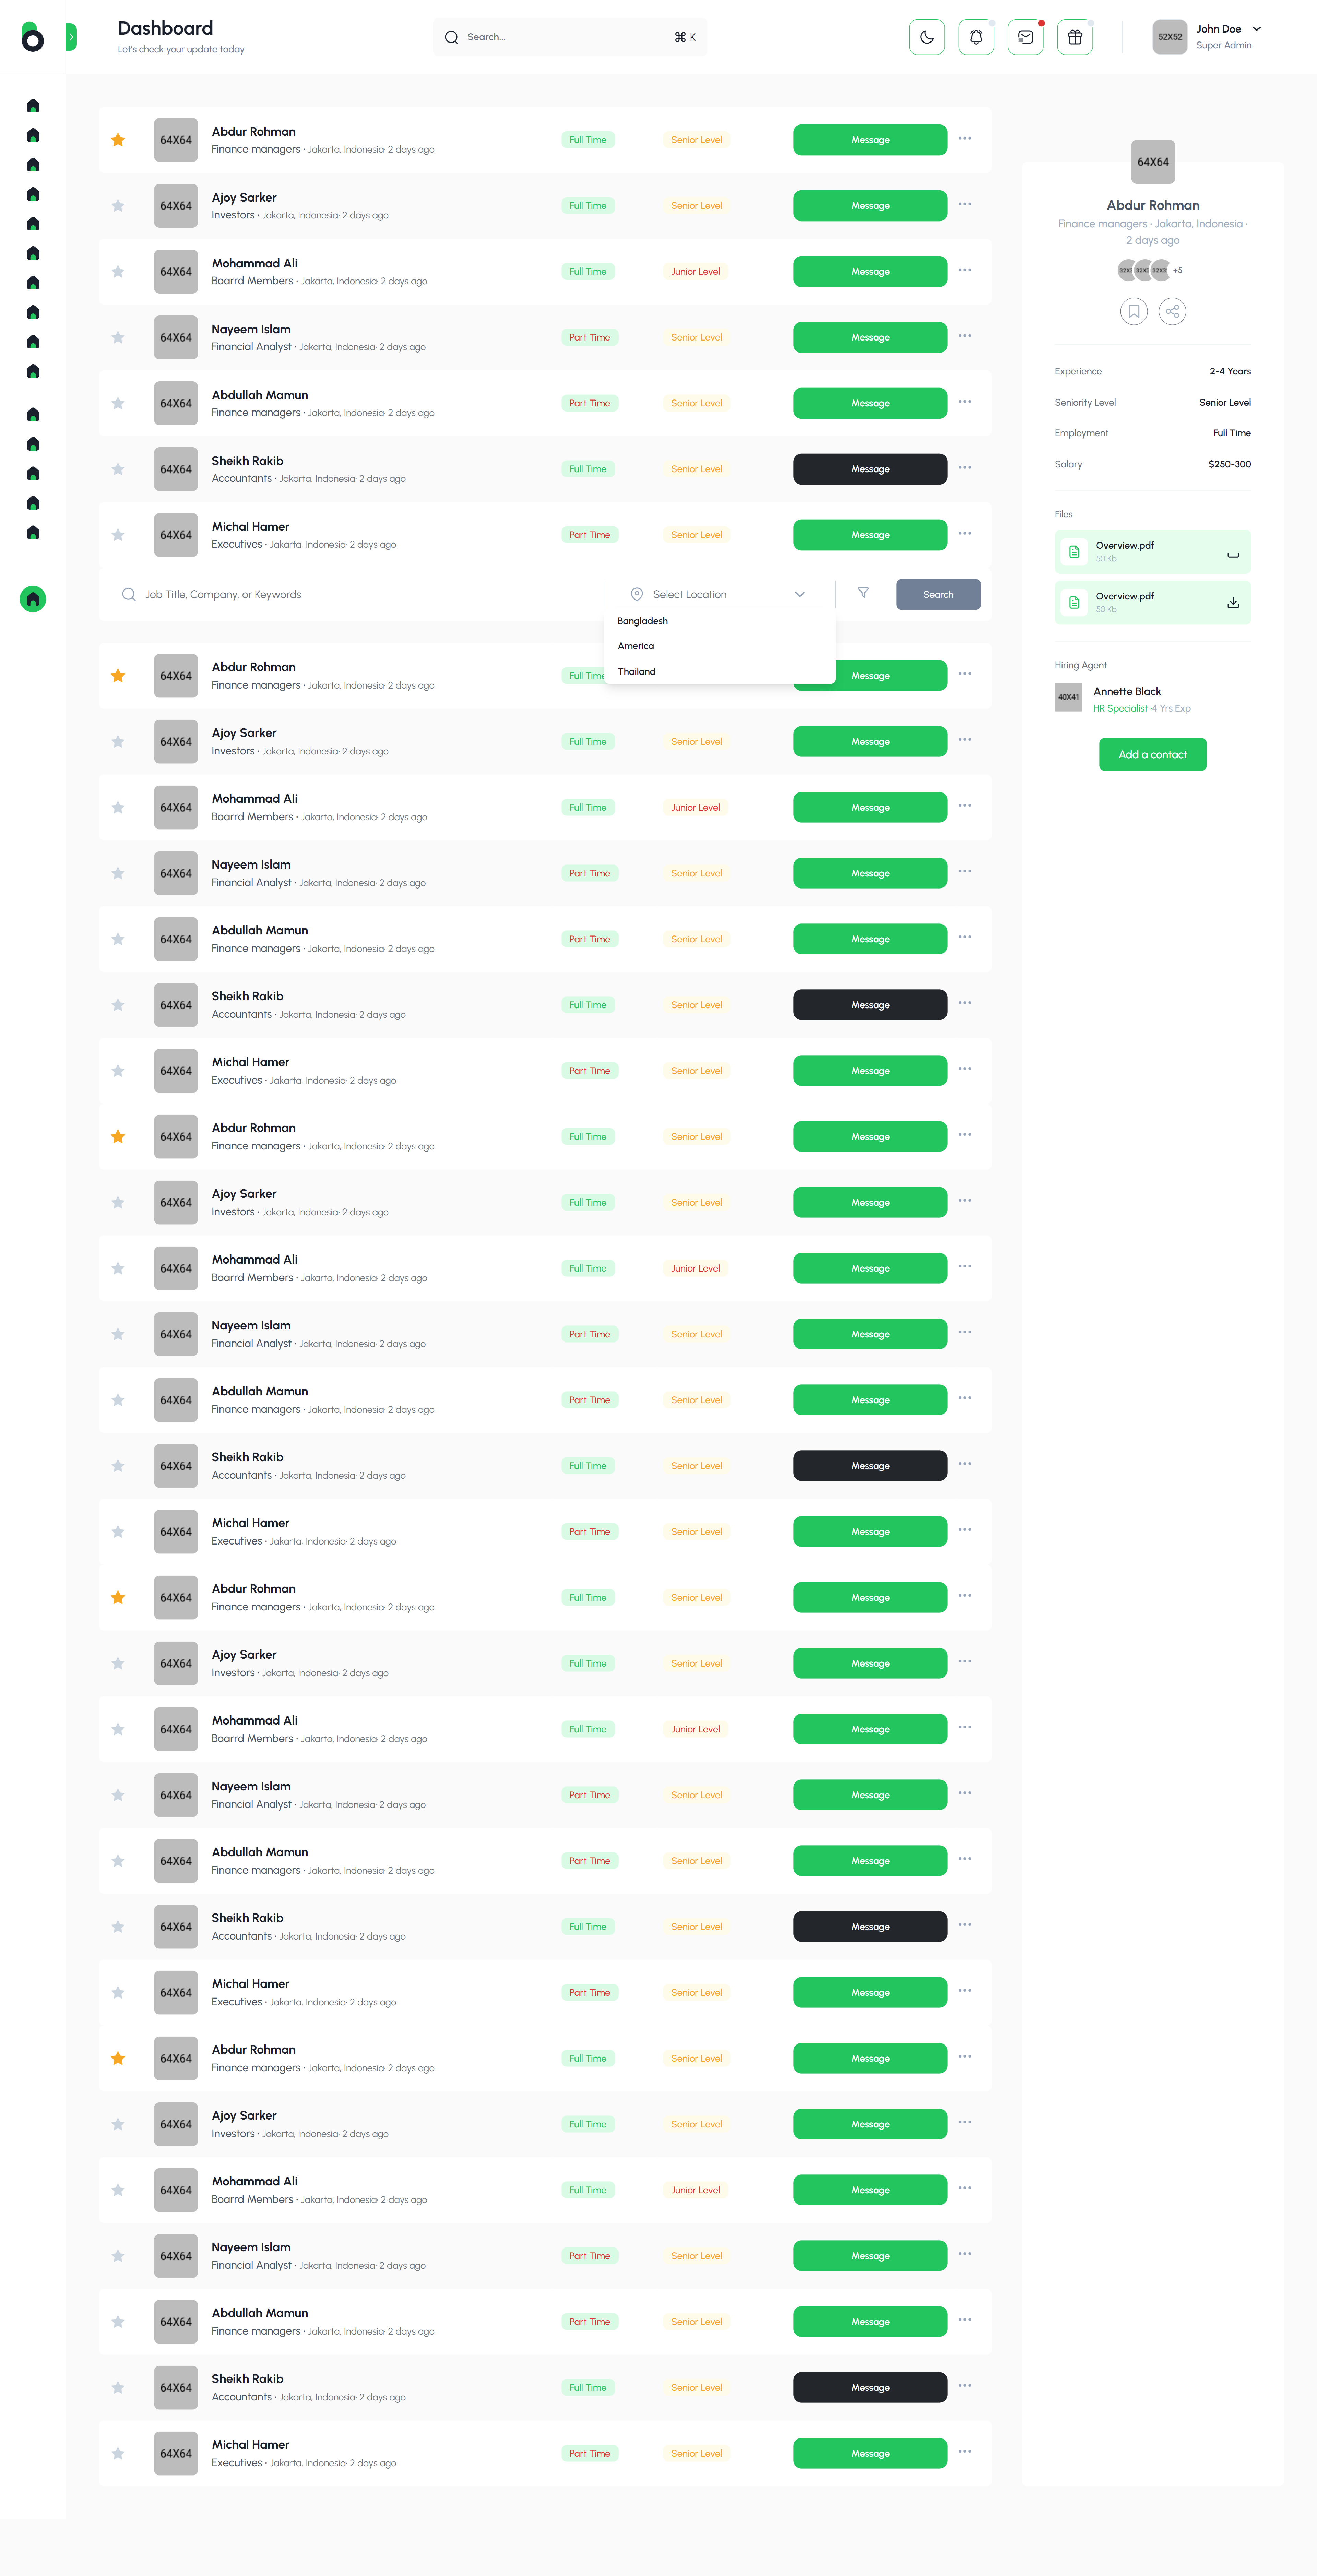 Dashboard
Let's check your update today
Search...
⌘ K
52X52
John Doe
Super Admin
64X64
Abdur Rohman
Finance managers · Jakarta, Indonesia· 2 days ago
Full Time
Senior Level
Message
64X64
Ajoy Sarker
Investors · Jakarta, Indonesia· 2 days ago
Full Time
Senior Level
Message
64X64
Mohammad Ali
Boarrd Members · Jakarta, Indonesia· 2 days ago
Full Time
Junior Level
Message
64X64
Nayeem Islam
Financial Analyst · Jakarta, Indonesia· 2 days ago
Part Time
Senior Level
Message
64X64
Abdullah Mamun
Finance managers · Jakarta, Indonesia· 2 days ago
Part Time
Senior Level
Message
64X64
Sheikh Rakib
Accountants · Jakarta, Indonesia· 2 days ago
Full Time
Senior Level
Message
64X64
Michal Hamer
Executives · Jakarta, Indonesia· 2 days ago
Part Time
Senior Level
Message
Job Title, Company, or Keywords
Select Location
Search
Bangladesh
America
Thailand
64X64
Abdur Rohman
Finance managers · Jakarta, Indonesia· 2 days ago
Full Time
Message
64X64
Ajoy Sarker
Investors · Jakarta, Indonesia· 2 days ago
Full Time
Senior Level
Message
64X64
Mohammad Ali
Boarrd Members · Jakarta, Indonesia· 2 days ago
Full Time
Junior Level
Message
64X64
Nayeem Islam
Financial Analyst · Jakarta, Indonesia· 2 days ago
Part Time
Senior Level
Message
64X64
Abdullah Mamun
Finance managers · Jakarta, Indonesia· 2 days ago
Part Time
Senior Level
Message
64X64
Sheikh Rakib
Accountants · Jakarta, Indonesia· 2 days ago
Full Time
Senior Level
Message
64X64
Michal Hamer
Executives · Jakarta, Indonesia· 2 days ago
Part Time
Senior Level
Message
64X64
Abdur Rohman
Finance managers · Jakarta, Indonesia· 2 days ago
Full Time
Senior Level
Message
64X64
Ajoy Sarker
Investors · Jakarta, Indonesia· 2 days ago
Full Time
Senior Level
Message
64X64
Mohammad Ali
Boarrd Members · Jakarta, Indonesia· 2 days ago
Full Time
Junior Level
Message
64X64
Nayeem Islam
Financial Analyst · Jakarta, Indonesia· 2 days ago
Part Time
Senior Level
Message
64X64
Abdullah Mamun
Finance managers · Jakarta, Indonesia· 2 days ago
Part Time
Senior Level
Message
64X64
Sheikh Rakib
Accountants · Jakarta, Indonesia· 2 days ago
Full Time
Senior Level
Message
64X64
Michal Hamer
Executives · Jakarta, Indonesia· 2 days ago
Part Time
Senior Level
Message
64X64
Abdur Rohman
Finance managers · Jakarta, Indonesia· 2 days ago
Full Time
Senior Level
Message
64X64
Ajoy Sarker
Investors · Jakarta, Indonesia· 2 days ago
Full Time
Senior Level
Message
64X64
Mohammad Ali
Boarrd Members · Jakarta, Indonesia· 2 days ago
Full Time
Junior Level
Message
64X64
Nayeem Islam
Financial Analyst · Jakarta, Indonesia· 2 days ago
Part Time
Senior Level
Message
64X64
Abdullah Mamun
Finance managers · Jakarta, Indonesia· 2 days ago
Part Time
Senior Level
Message
64X64
Sheikh Rakib
Accountants · Jakarta, Indonesia· 2 days ago
Full Time
Senior Level
Message
64X64
Michal Hamer
Executives · Jakarta, Indonesia· 2 days ago
Part Time
Senior Level
Message
64X64
Abdur Rohman
Finance managers · Jakarta, Indonesia· 2 days ago
Full Time
Senior Level
Message
64X64
Ajoy Sarker
Investors · Jakarta, Indonesia· 2 days ago
Full Time
Senior Level
Message
64X64
Mohammad Ali
Boarrd Members · Jakarta, Indonesia· 2 days ago
Full Time
Junior Level
Message
64X64
Nayeem Islam
Financial Analyst · Jakarta, Indonesia· 2 days ago
Part Time
Senior Level
Message
64X64
Abdullah Mamun
Finance managers · Jakarta, Indonesia· 2 days ago
Part Time
Senior Level
Message
64X64
Sheikh Rakib
Accountants · Jakarta, Indonesia· 2 days ago
Full Time
Senior Level
Message
64X64
Michal Hamer
Executives · Jakarta, Indonesia· 2 days ago
Part Time
Senior Level
Message
64X64
Abdur Rohman
Finance managers · Jakarta, Indonesia ·
2 days ago
+5
Experience
2-4 Years
Seniority Level
Senior Level
Employment
Full Time
Salary
$250-300
Files
Overview.pdf
50 Kb
Overview.pdf
50 Kb
Hiring Agent
40X41
Annette Black
HR Specialist ·4 Yrs Exp
Add a contact